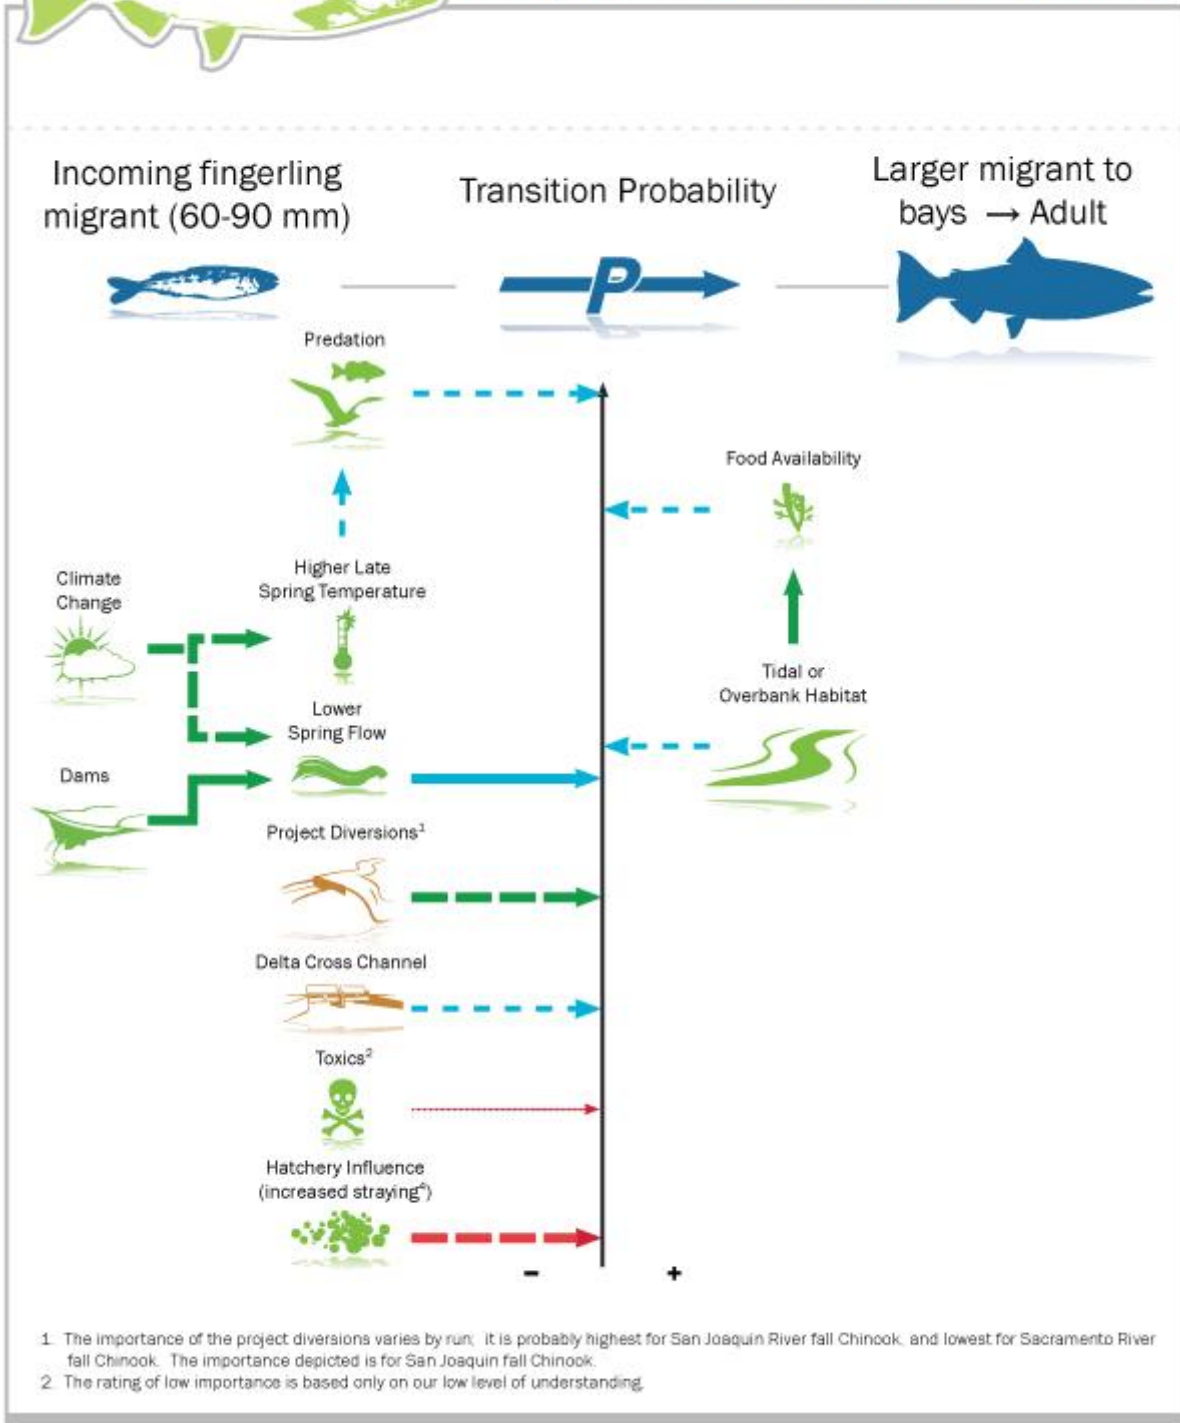 Incoming fingerling
migrant (60-90 mm)
Transition Probability
Larger migrant to
bays → Adult
P
Predation
Food Availability
Higher Late
Spring Temperature
Climate
Change
Tidal or
Overbank Habitat
Lower
Spring Flow
Dams
Project Diversions¹
Delta Cross Channel
Toxics²
Hatchery Influence
(increased straying⁴)
– +
1. The importance of the project diversions varies by run; it is probably highest for San Joaquin River fall Chinook, and lowest for Sacramento River
fall Chinook. The importance depicted is for San Joaquin fall Chinook.
2. The rating of low importance is based only on our low level of understanding.